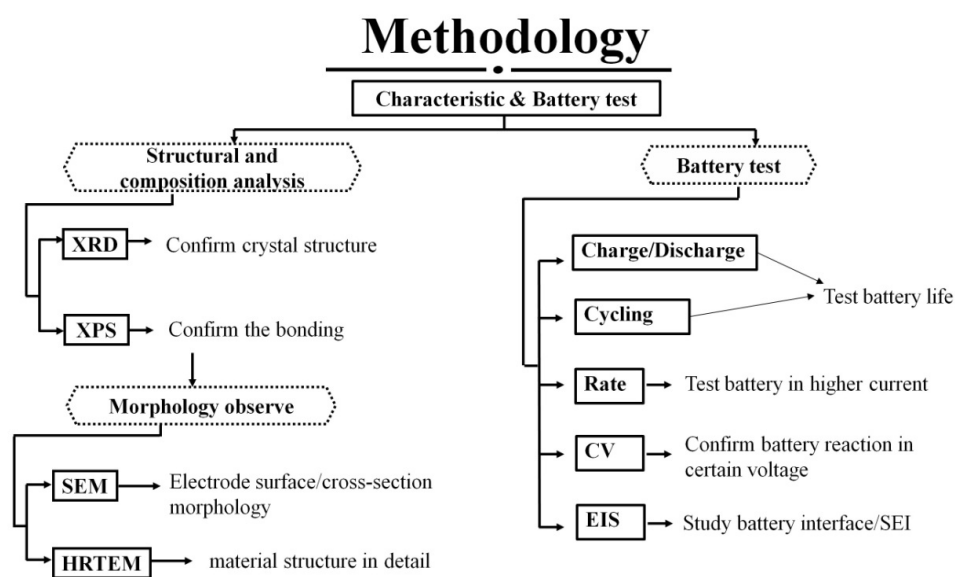 Methodology
Characteristic & Battery test
Structural and
composition analysis
XRD
Confirm crystal structure
XPS
Confirm the bonding
Morphology observe
SEM
Electrode surface/cross-section
morphology
HRTEM
material structure in detail
Battery test
Charge/Discharge
Cycling
Test battery life
Rate
Test battery in higher current
CV
Confirm battery reaction in
certain voltage
EIS
Study battery interface/SEI